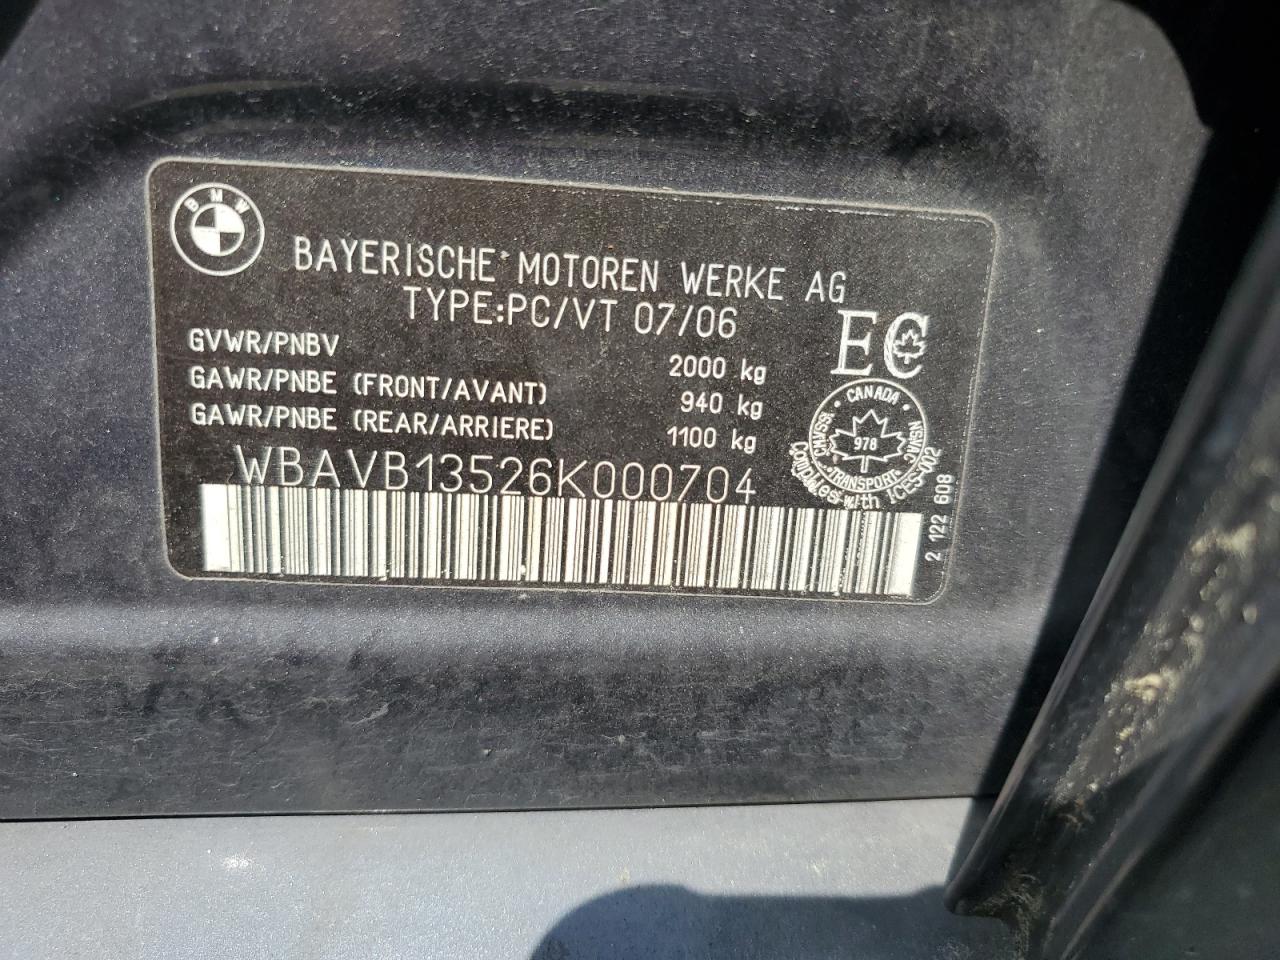 BMW
BAYERISCHE MOTOREN WERKE AG
TYPE:PC/VT 07/06
GVWR/PNBV 2000 kg
GAWR/PNBE (FRONT/AVANT) 940 kg
GAWR/PNBE (REAR/ARRIERE) 1100 kg
WBAVB13526K000704
EC
CANADA
CMVSS.
978
NSVAC
TRANSPORT
Complies with ICES-002
2 122 608